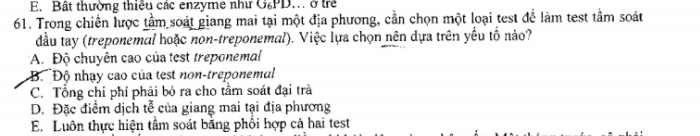 E. Bất thường thiếu các enzyme như G6PD... ở trẻ
61. Trong chiến lược tầm soát giang mai tại một địa phương, cần chọn một loại test để làm test tầm soát
đầu tay (treponemal hoặc non-treponemal). Việc lựa chọn nên dựa trên yếu tố nào?
A. Độ chuyên cao của test treponemal
B. Độ nhạy cao của test non-treponemal
C. Tổng chi phí phải bỏ ra cho tầm soát đại trà
D. Đặc điểm dịch tễ của giang mai tại địa phương
E. Luôn thực hiện tầm soát bằng phối hợp cả hai test